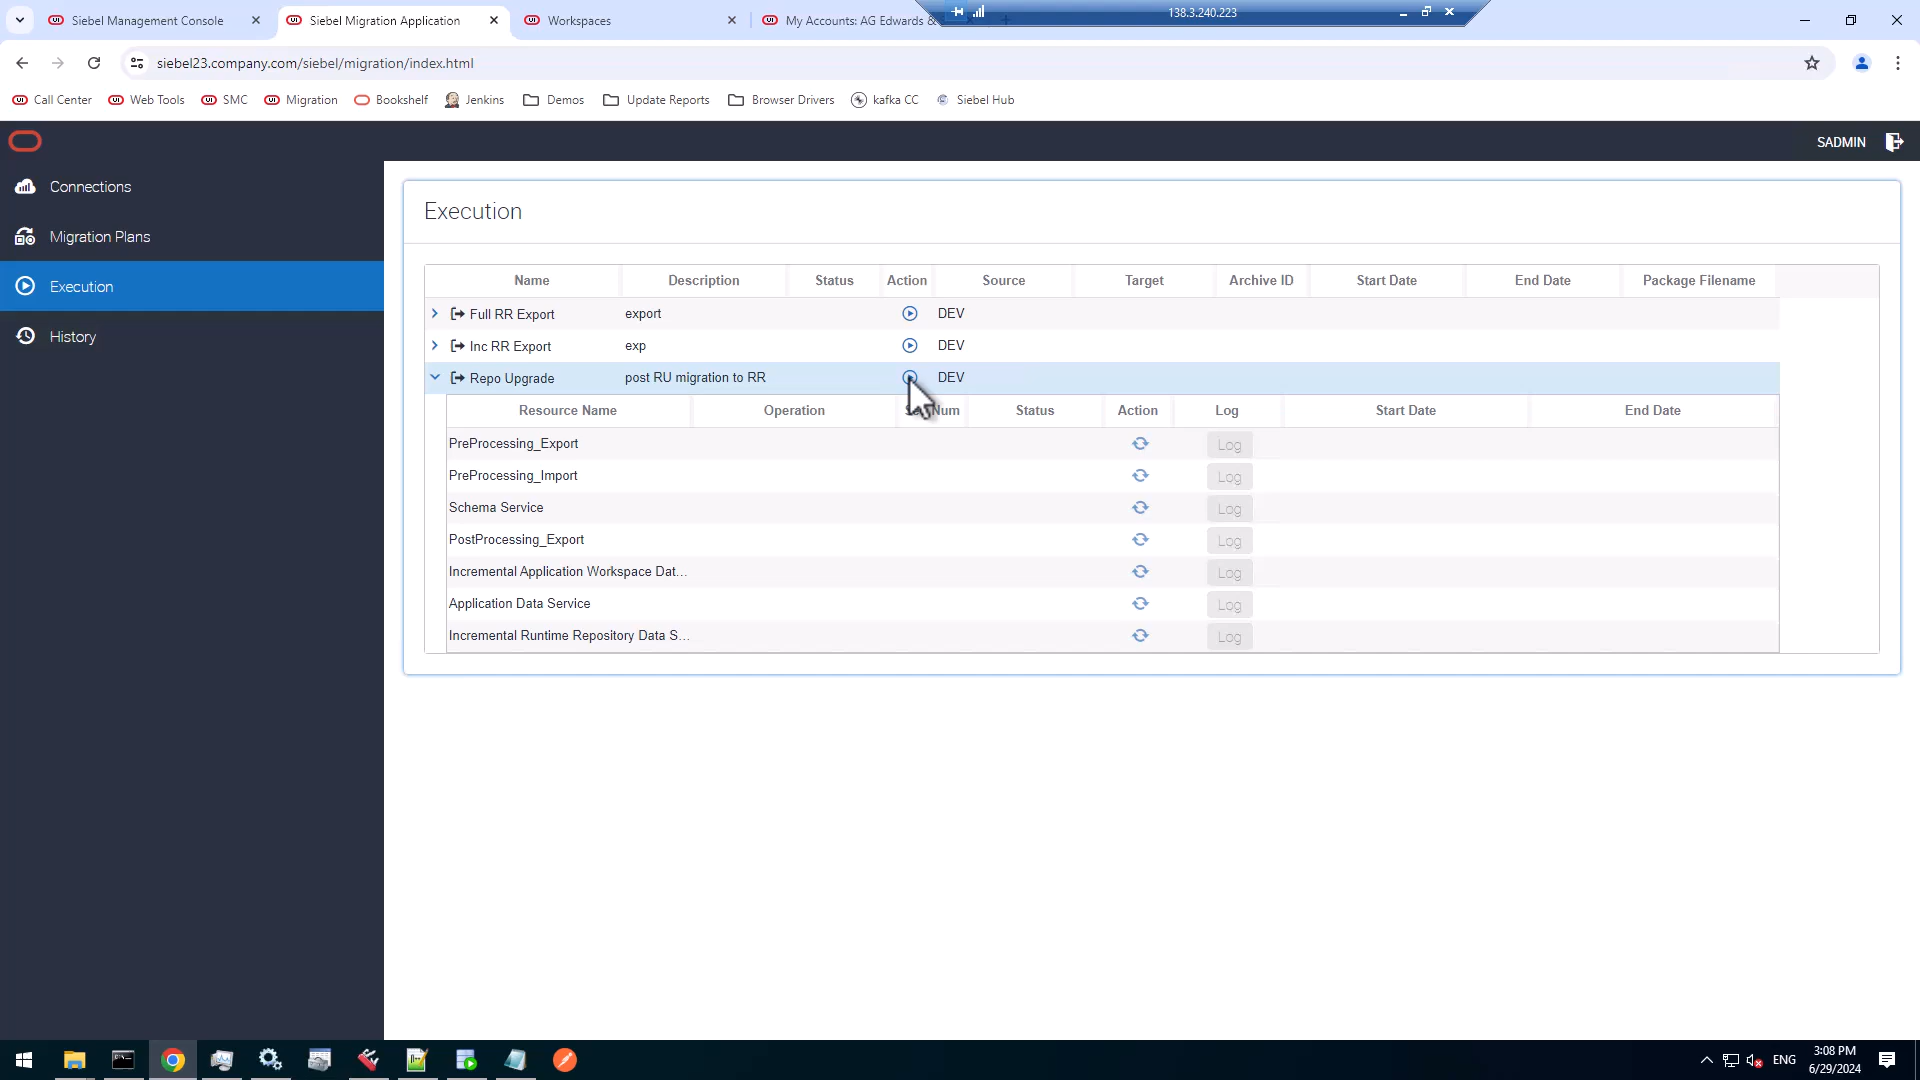 Siebel Management Console
Siebel Migration Application
Workspaces
My Accounts: AG Edwards &
138.3.240.223
siebel23.company.com/siebel/migration/index.html
Call Center
Web Tools
SMC
Migration
Bookshelf
Jenkins
Demos
Update Reports
Browser Drivers
kafka CC
Siebel Hub
SADMIN
Connections
Migration Plans
Execution
History
Execution
Name Description Status Action Source Target Archive ID Start Date End Date Package Filename
Full RR Export export DEV
Inc RR Export exp DEV
Repo Upgrade post RU migration to RR DEV
Resource Name Operation Num Status Action Log Start Date End Date
PreProcessing_Export Log
PreProcessing_Import Log
Schema Service Log
PostProcessing_Export Log
Incremental Application Workspace Dat... Log
Application Data Service Log
Incremental Runtime Repository Data S... Log
ENG
3:08 PM
6/29/2024